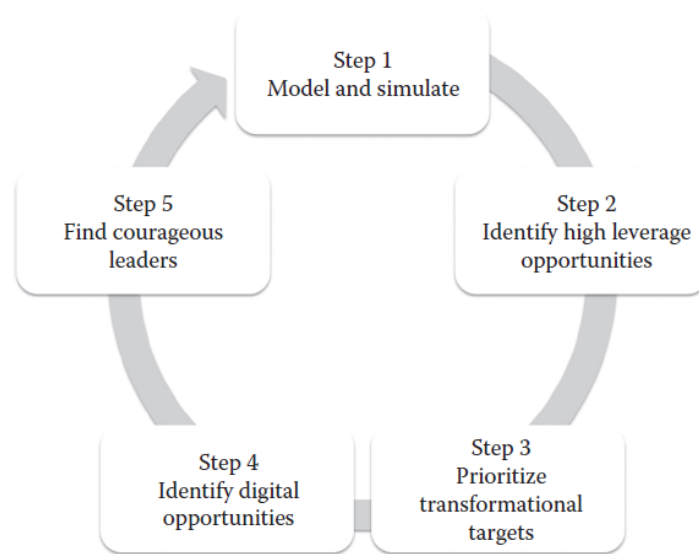 Step 1
Model and simulate
Step 2
Identify high leverage
opportunities
Step 3
Prioritize
transformational
targets
Step 4
Identify digital
opportunities
Step 5
Find courageous
leaders